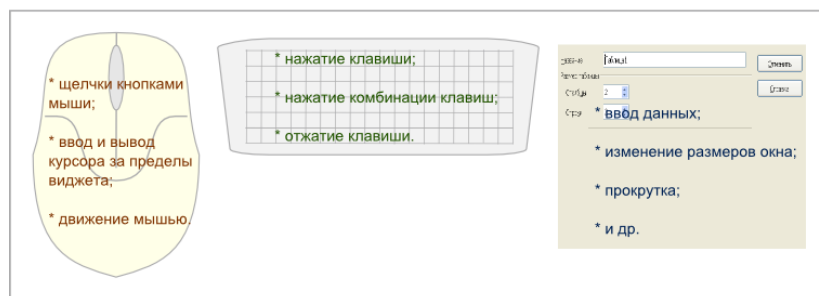 * щелчки кнопками
мыши;
* ввод и вывод
курсора за пределы
виджета;
* движение мышью.
* нажатие клавиши;
* нажатие комбинации клавиш;
* отжатие клавиши.
2
* ввод данных;
* изменение размеров окна;
* прокрутка;
* и др.